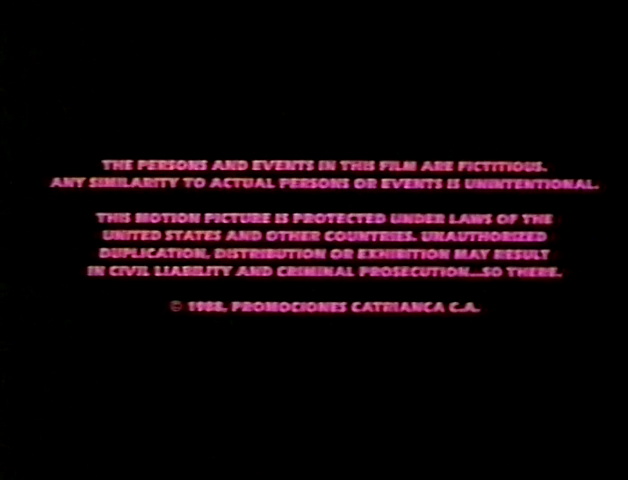 THE PERSONS AND EVENTS IN THIS FILM ARE FICTITIOUS.
ANY SIMILARITY TO ACTUAL PERSONS OR EVENTS IS UNINTENTIONAL.
THIS MOTION PICTURE IS PROTECTED UNDER LAWS OF THE
UNITED STATES AND OTHER COUNTRIES. UNAUTHORIZED
DUPLICATION, DISTRIBUTION OR EXHIBITION MAY RESULT
IN CIVIL LIABILITY AND CRIMINAL PROSECUTION...SO THERE.
© 1988, PROMOCIONES CATRIANCA C.A.